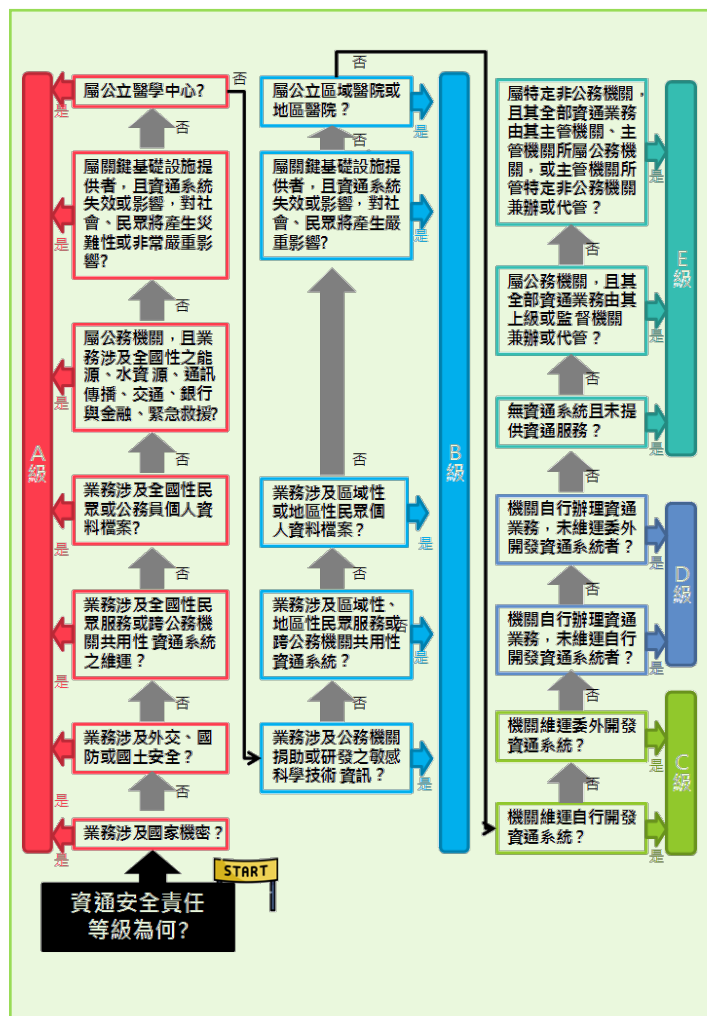 資通安全責任
等級為何?
START
業務涉及國家機密?
是
否
業務涉及外交、國
防或國土安全?
是
否
業務涉及全國性民
眾服務或跨公務機
關共用性 資通系統
之維運?
是
否
業務涉及全國性民
眾或公務員個人資
料檔案?
是
否
屬公務機關,且業
務涉及全國性之能
源、水資 源、通訊
傳播、交通、銀行
與金融、緊急救援?
是
否
屬關鍵基礎設施提
供者,且資通系統
失效或影響,對社
會、民眾將產生災
難性或非常嚴重影
響?
是
否
屬公立醫學中心?
是
否
A
級
業務涉及公務機關
捐助或研發之敏感
科學技術 資訊?
是
否
業務涉及區域性、
地區性民眾服務或
跨公務機關共用性
資通系統?
否
是
否
業務涉及區域性
或地區性民眾個
人資料檔案?
是
否
屬關鍵基礎設施提
供者,且資通系統
失效或影響,對社
會、民眾將產生嚴
重影響?
是
否
屬公立區域醫院或
地區醫院?
是
否
B
級
機關維運自行開發
資通系統?
是
否
機關維運委外開發
資通系統?
是
否
C
級
機關自行辦理資通
業務,未維運自行
開發資通系統者?
是
否
機關自行辦理資通
業務,未維運委外
開發資通系統者?
是
否
D
級
無資通系統且未提
供資通服務?
是
否
屬公務機關,且其
全部資通業務由其
上級或監 督機關
兼辦或代管?
是
否
屬特定非公務機關,
且其全部資通業務
由其主管機關、主
管機關所屬公務機
關,或主管機關所
管特定非公務機關
兼辦或代管?
是
E
級